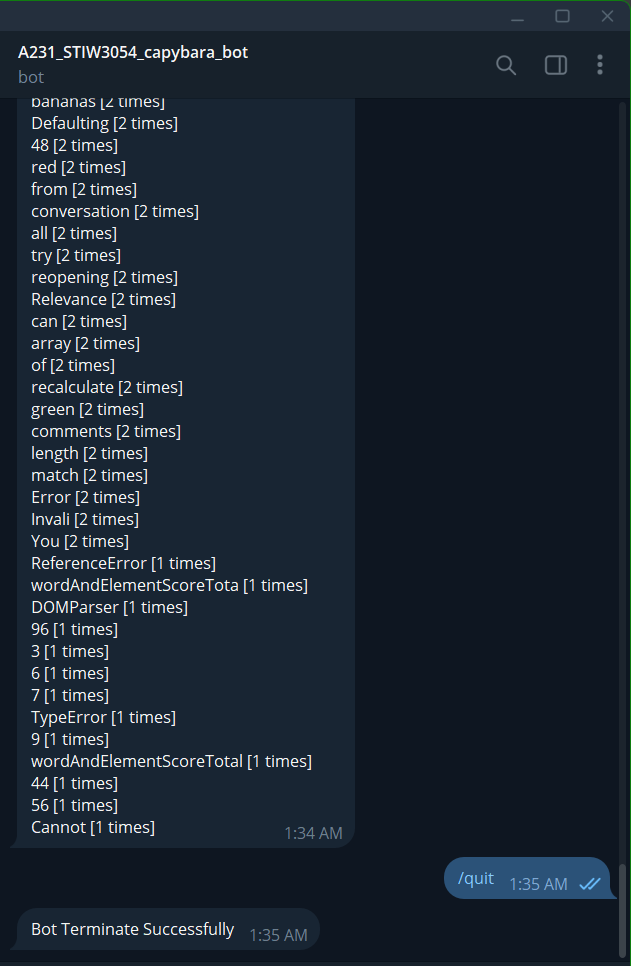 A231_STIW3054_capybara_bot
bot
bananas [2 times]
Defaulting [2 times]
48 [2 times]
red [2 times]
from [2 times]
conversation [2 times]
all [2 times]
try [2 times]
reopening [2 times]
Relevance [2 times]
can [2 times]
array [2 times]
of [2 times]
recalculate [2 times]
green [2 times]
comments [2 times]
length [2 times]
match [2 times]
Error [2 times]
Invali [2 times]
You [2 times]
ReferenceError [1 times]
wordAndElementScoreTota [1 times]
DOMParser [1 times]
96 [1 times]
3 [1 times]
6 [1 times]
7 [1 times]
TypeError [1 times]
9 [1 times]
wordAndElementScoreTotal [1 times]
44 [1 times]
56 [1 times]
Cannot [1 times]
1:34 AM
/quit 1:35 AM
Bot Terminate Successfully 1:35 AM